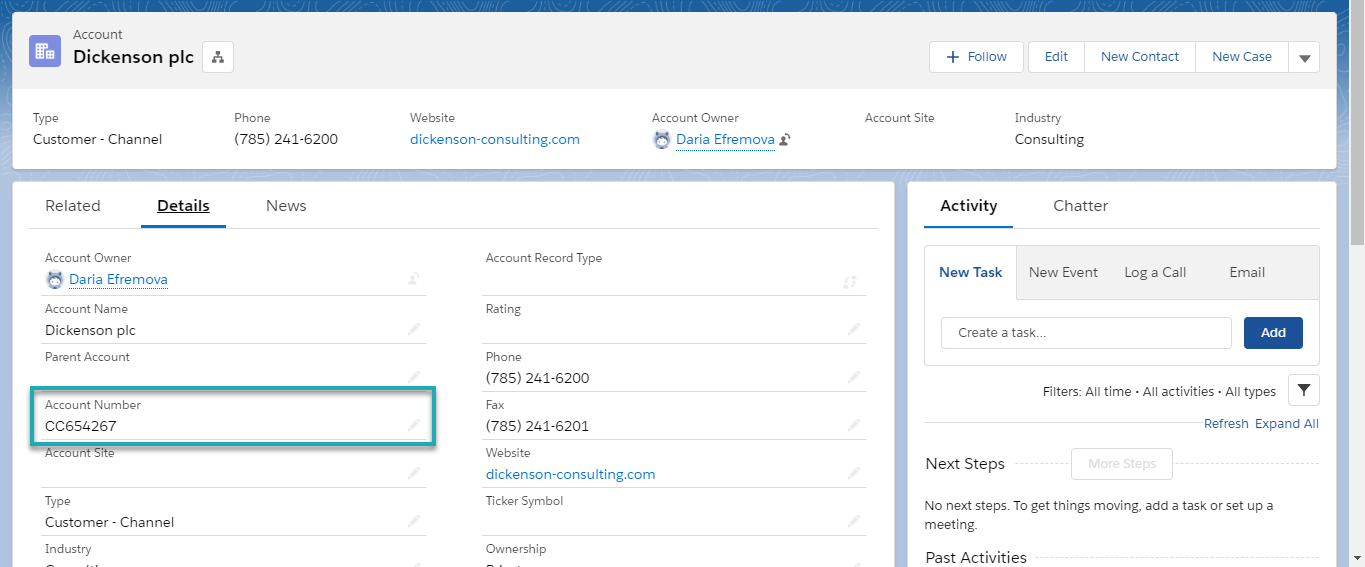 Account
Dickenson plc
Follow
Edit
New Contact
New Case
Type
Customer - Channel
Phone
(785) 241-6200
Website
dickenson-consulting.com
Account Owner
Daria Efremova
Account Site
Industry
Consulting
Related
Details
News
Account Owner
Daria Efremova
Account Name
Dickenson plc
Parent Account
Account Number
CC654267
Account Site
Type
Customer - Channel
Industry
Account Record Type
Rating
Phone
(785) 241-6200
Fax
(785) 241-6201
Website
dickenson-consulting.com
Ticker Symbol
Ownership
Activity
Chatter
New Task
New Event
Log a Call
Email
Create a task...
Add
Filters: All time • All activities • All types
Refresh
Expand All
Next Steps
More Steps
No next steps. To get things moving, add a task or set up a
meeting.
Past Activities